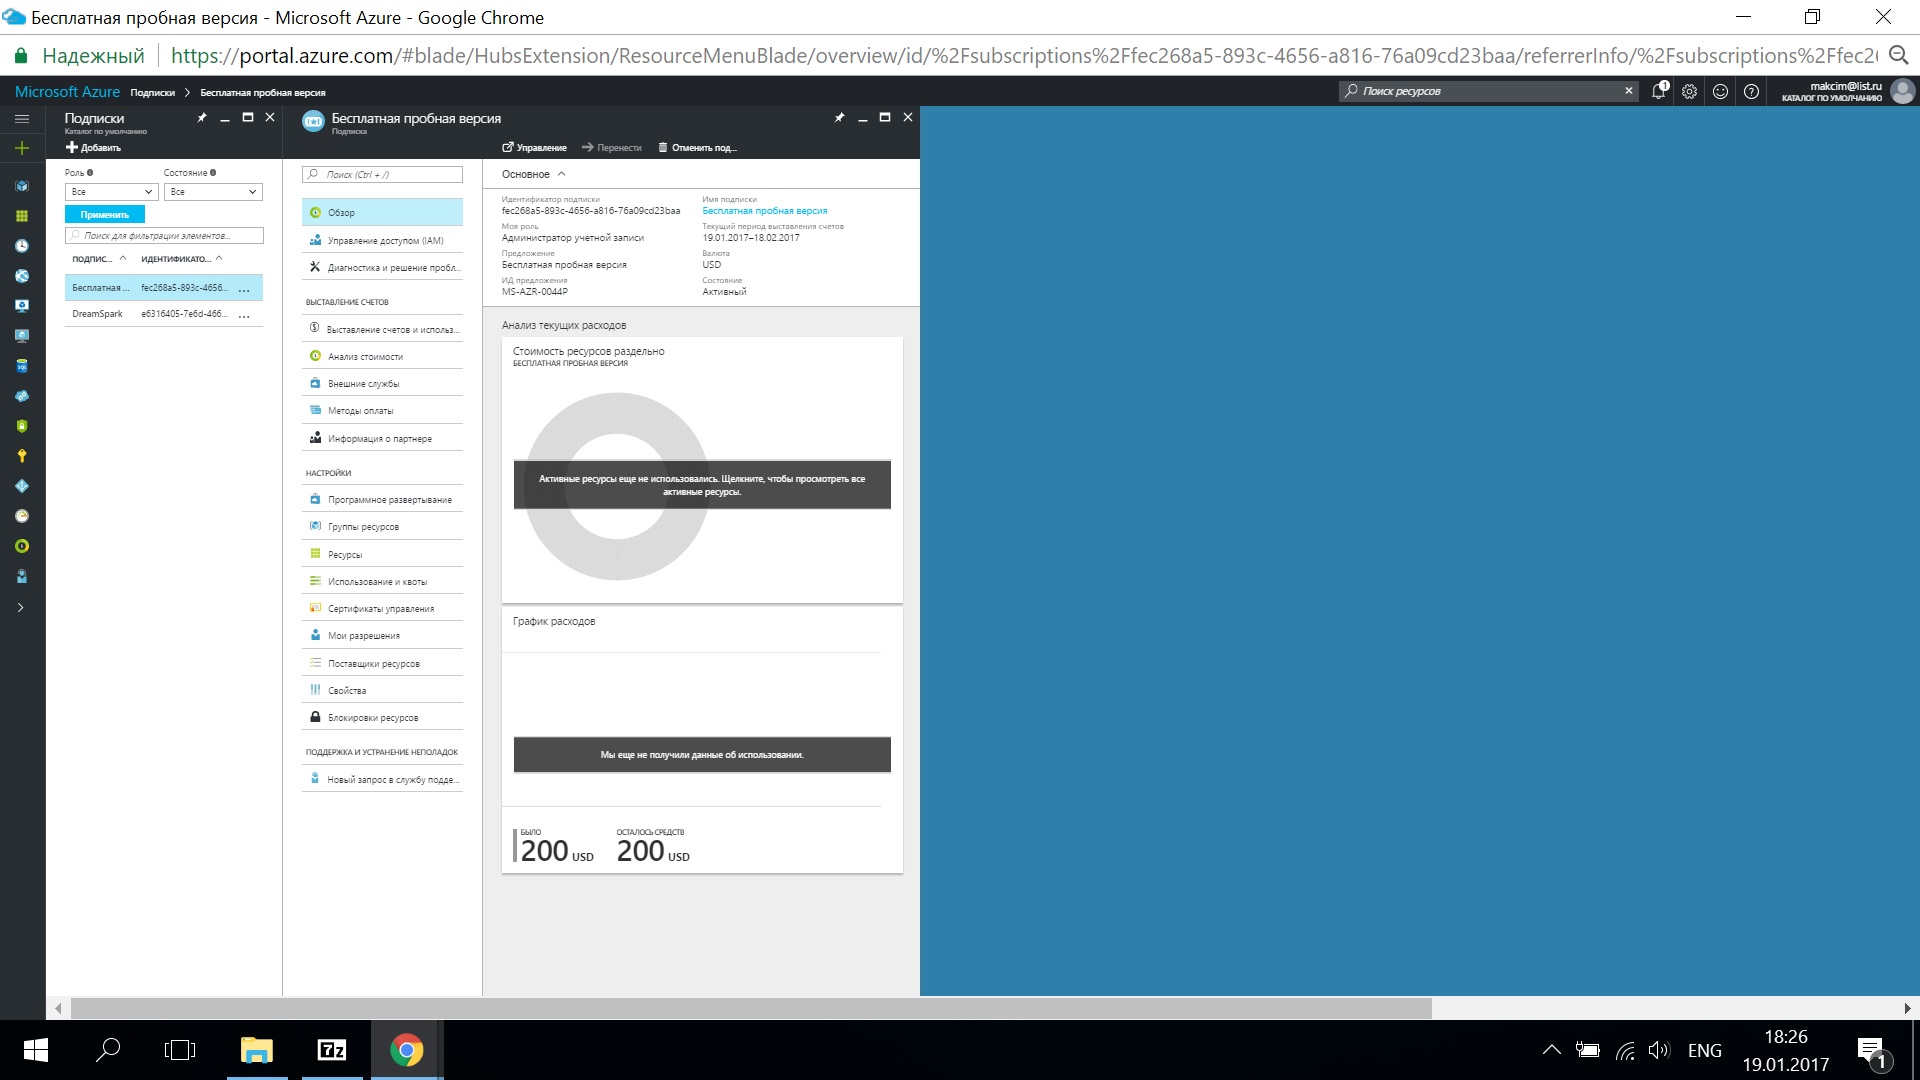 Бесплатная пробная версия - Microsoft Azure - Google Chrome
Надежный https://portal.azure.com/#blade/HubsExtension/ResourceMenuBlade/overview/id/%2Fsubscriptions%2Ffec268a5-893c-4656-a816-76a09cd23baa/referrerInfo/%2Fsubscriptions%2Ffec26
Microsoft Azure Подписки Бесплатная пробная версия
Поиск ресурсов
1
makcim@list.ru
КАТАЛОГ ПО УМОЛЧАНИЮ
Подписки
Каталог по умолчанию
Добавить
Роль Состояние
Все Все
Применить
Поиск для фильтрации элементов...
ПОДПИС... ИДЕНТИФИКАТО...
Бесплатная ... fec268a5-893c-4656... ...
DreamSpark e6316405-7e6d-466... ...
Бесплатная пробная версия
Подписка
Управление Перенести Отменить под...
Поиск (Ctrl + /)
Обзор
Управление доступом (IAM)
Диагностика и решение пробл...
ВЫСТАВЛЕНИЕ СЧЕТОВ
Выставление счетов и использ...
Анализ стоимости
Внешние службы
Методы оплаты
Информация о партнере
НАСТРОЙКИ
Программное развертывание
Группы ресурсов
Ресурсы
Использование и квоты
Сертификаты управления
Мои разрешения
Поставщики ресурсов
Свойства
Блокировки ресурсов
ПОДДЕРЖКА И УСТРАНЕНИЕ НЕПОЛАДОК
Новый запрос в службу подде...
Основное
Идентификатор подписки
fec268a5-893c-4656-a816-76a09cd23baa
Моя роль
Администратор учетной записи
Предложение
Бесплатная пробная версия
ИД предложения
MS-AZR-0044P
Имя подписки
Бесплатная пробная версия
Текущий период выставления счетов
19.01.2017–18.02.2017
Валюта
USD
Состояние
Активный
Анализ текущих расходов
Стоимость ресурсов раздельно
БЕСПЛАТНАЯ ПРОБНАЯ ВЕРСИЯ
Активные ресурсы еще не использовались. Щелкните, чтобы просмотреть все
активные ресурсы.
График расходов
Мы еще не получили данные об использовании.
БЫЛО
200 USD
ОСТАЛОСЬ СРЕДСТВ
200 USD
7z
ENG
18:26
19.01.2017
1